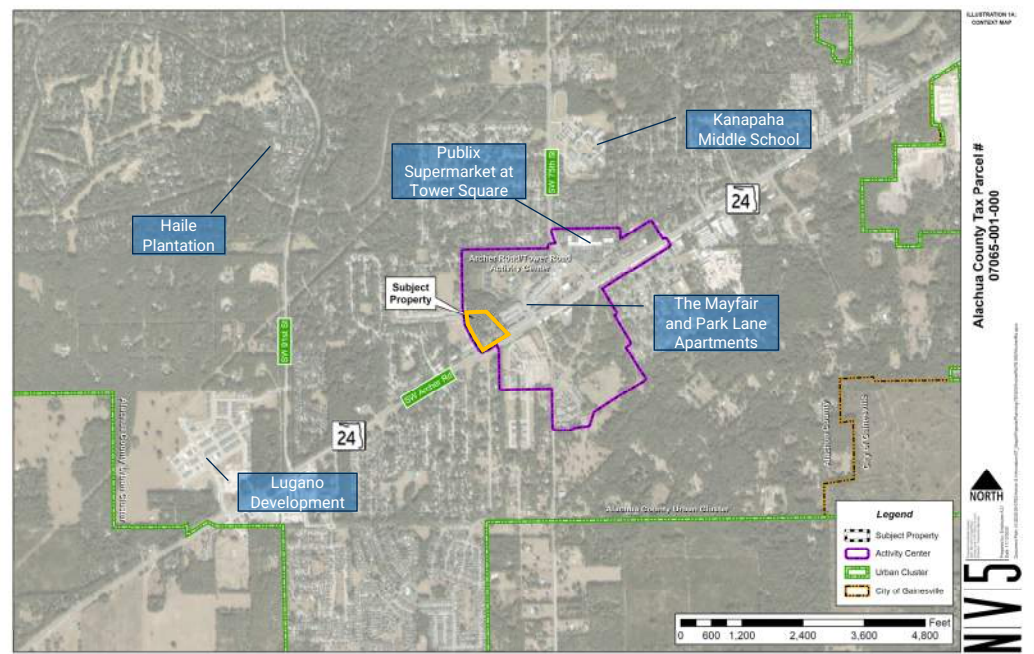 ILLUSTRATION 1A:
CONTEXT MAP
Kanapaha
Middle School
Publix
Supermarket at
Tower Square
SW 75th St
24
Haile
Plantation
Archer Road/Tower Road
Activity Center
Subject
Property
The Mayfair
and Park Lane
Apartments
SW 91st St
SW Archer Rd
24
Alachua County Urban Cluster
Lugano
Development
Alachua County
City of Gainesville
Alachua County Urban Cluster
Legend
Subject Property
Activity Center
Urban Cluster
City of Gainesville
Feet
0 600 1,200 2,400 3,600 4,800
Alachua County Tax Parcel #
07065-001-000
NORTH
N V 5